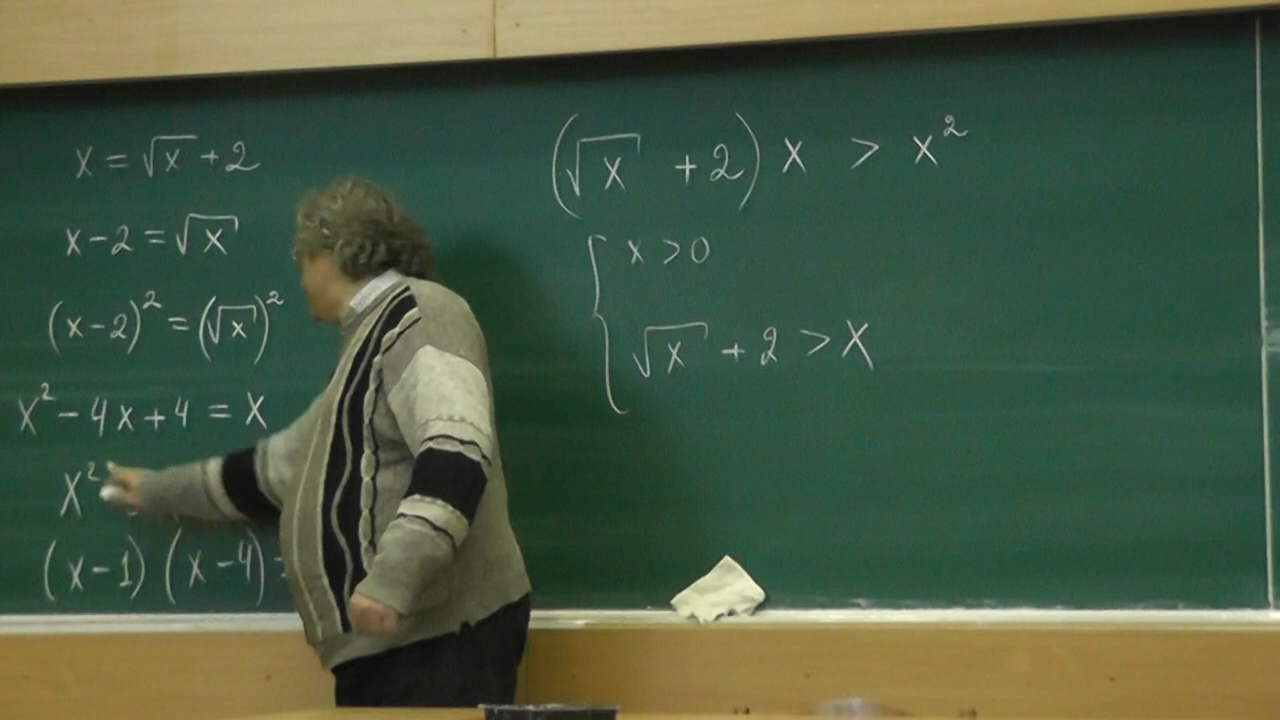 x = √x + 2
x - 2 = √x
(x - 2)² = (√x)²
x² - 4x + 4 = x
x²
(x - 1) (x - 4) =
(√x + 2) x > x²
{ x > 0
√x + 2 > x